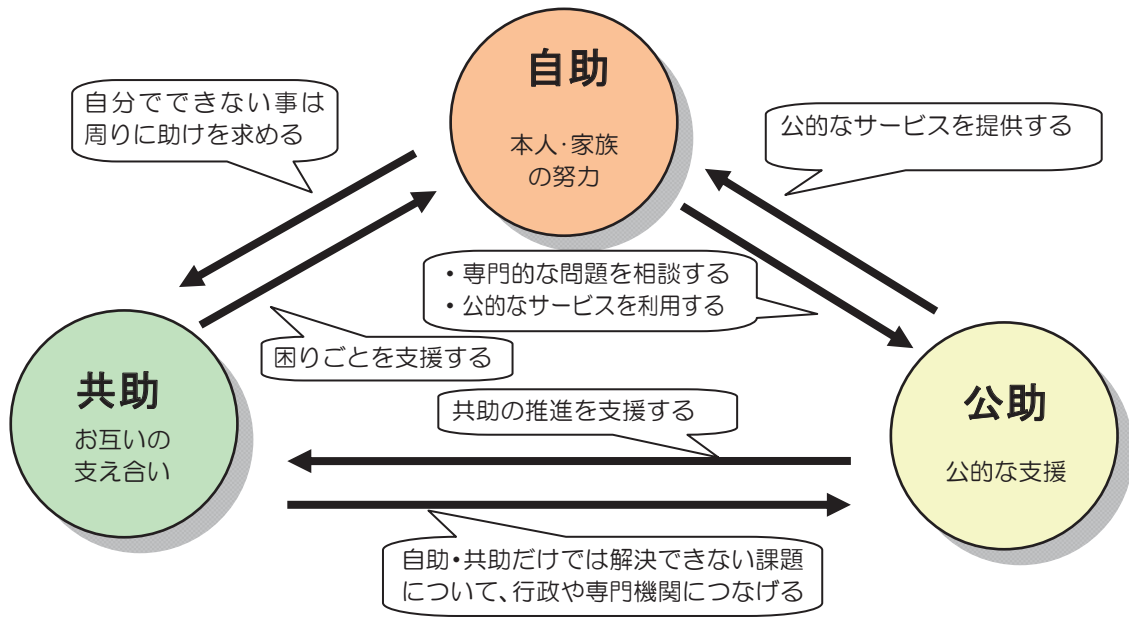 自助
本人・家族
の努力
自分でできない事は
周りに助けを求める
公的なサービスを提供する
・専門的な問題を相談する
・公的なサービスを利用する
困りごとを支援する
共助
お互いの
支え合い
共助の推進を支援する
公助
公的な支援
自助・共助だけでは解決できない課題
について、行政や専門機関につなげる